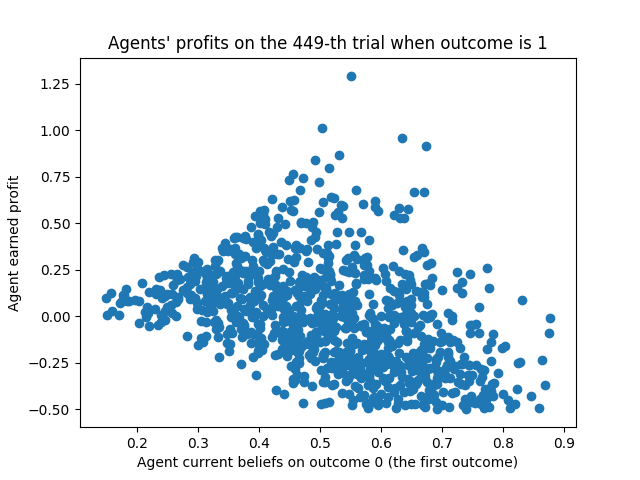 Agents' profits on the 449-th trial when outcome is 1
Agent earned profit
1.25
1.00
0.75
0.50
0.25
0.00
−0.25
−0.50
0.2 0.3 0.4 0.5 0.6 0.7 0.8 0.9
Agent current beliefs on outcome 0 (the first outcome)